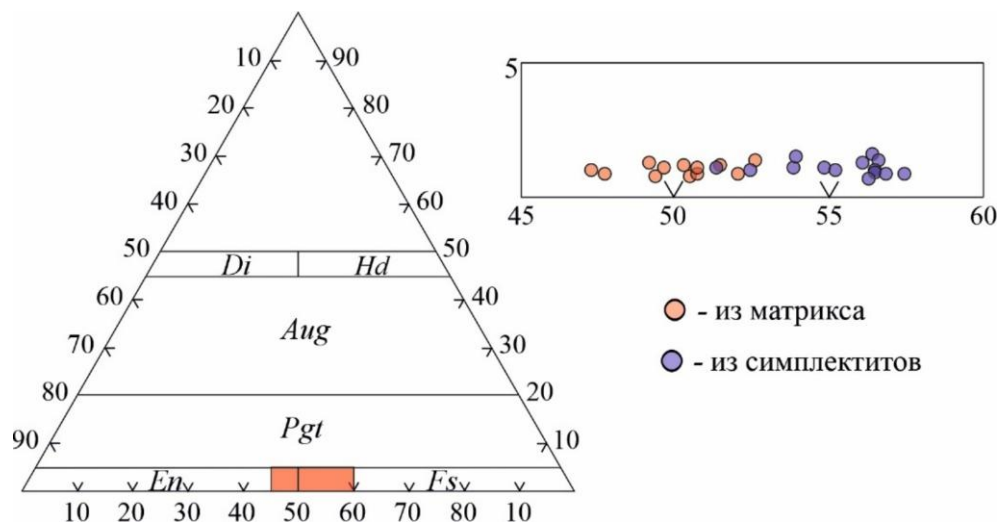 10 90
20 80
30 70
40 60
50 50
Di Hd
60 40
Aug
70 30
80 20
Pgt
90 10
En Fs
10 20 30 40 50 60 70 80 10
5
45 50 55 60
- из матрикса
- из симплектитов